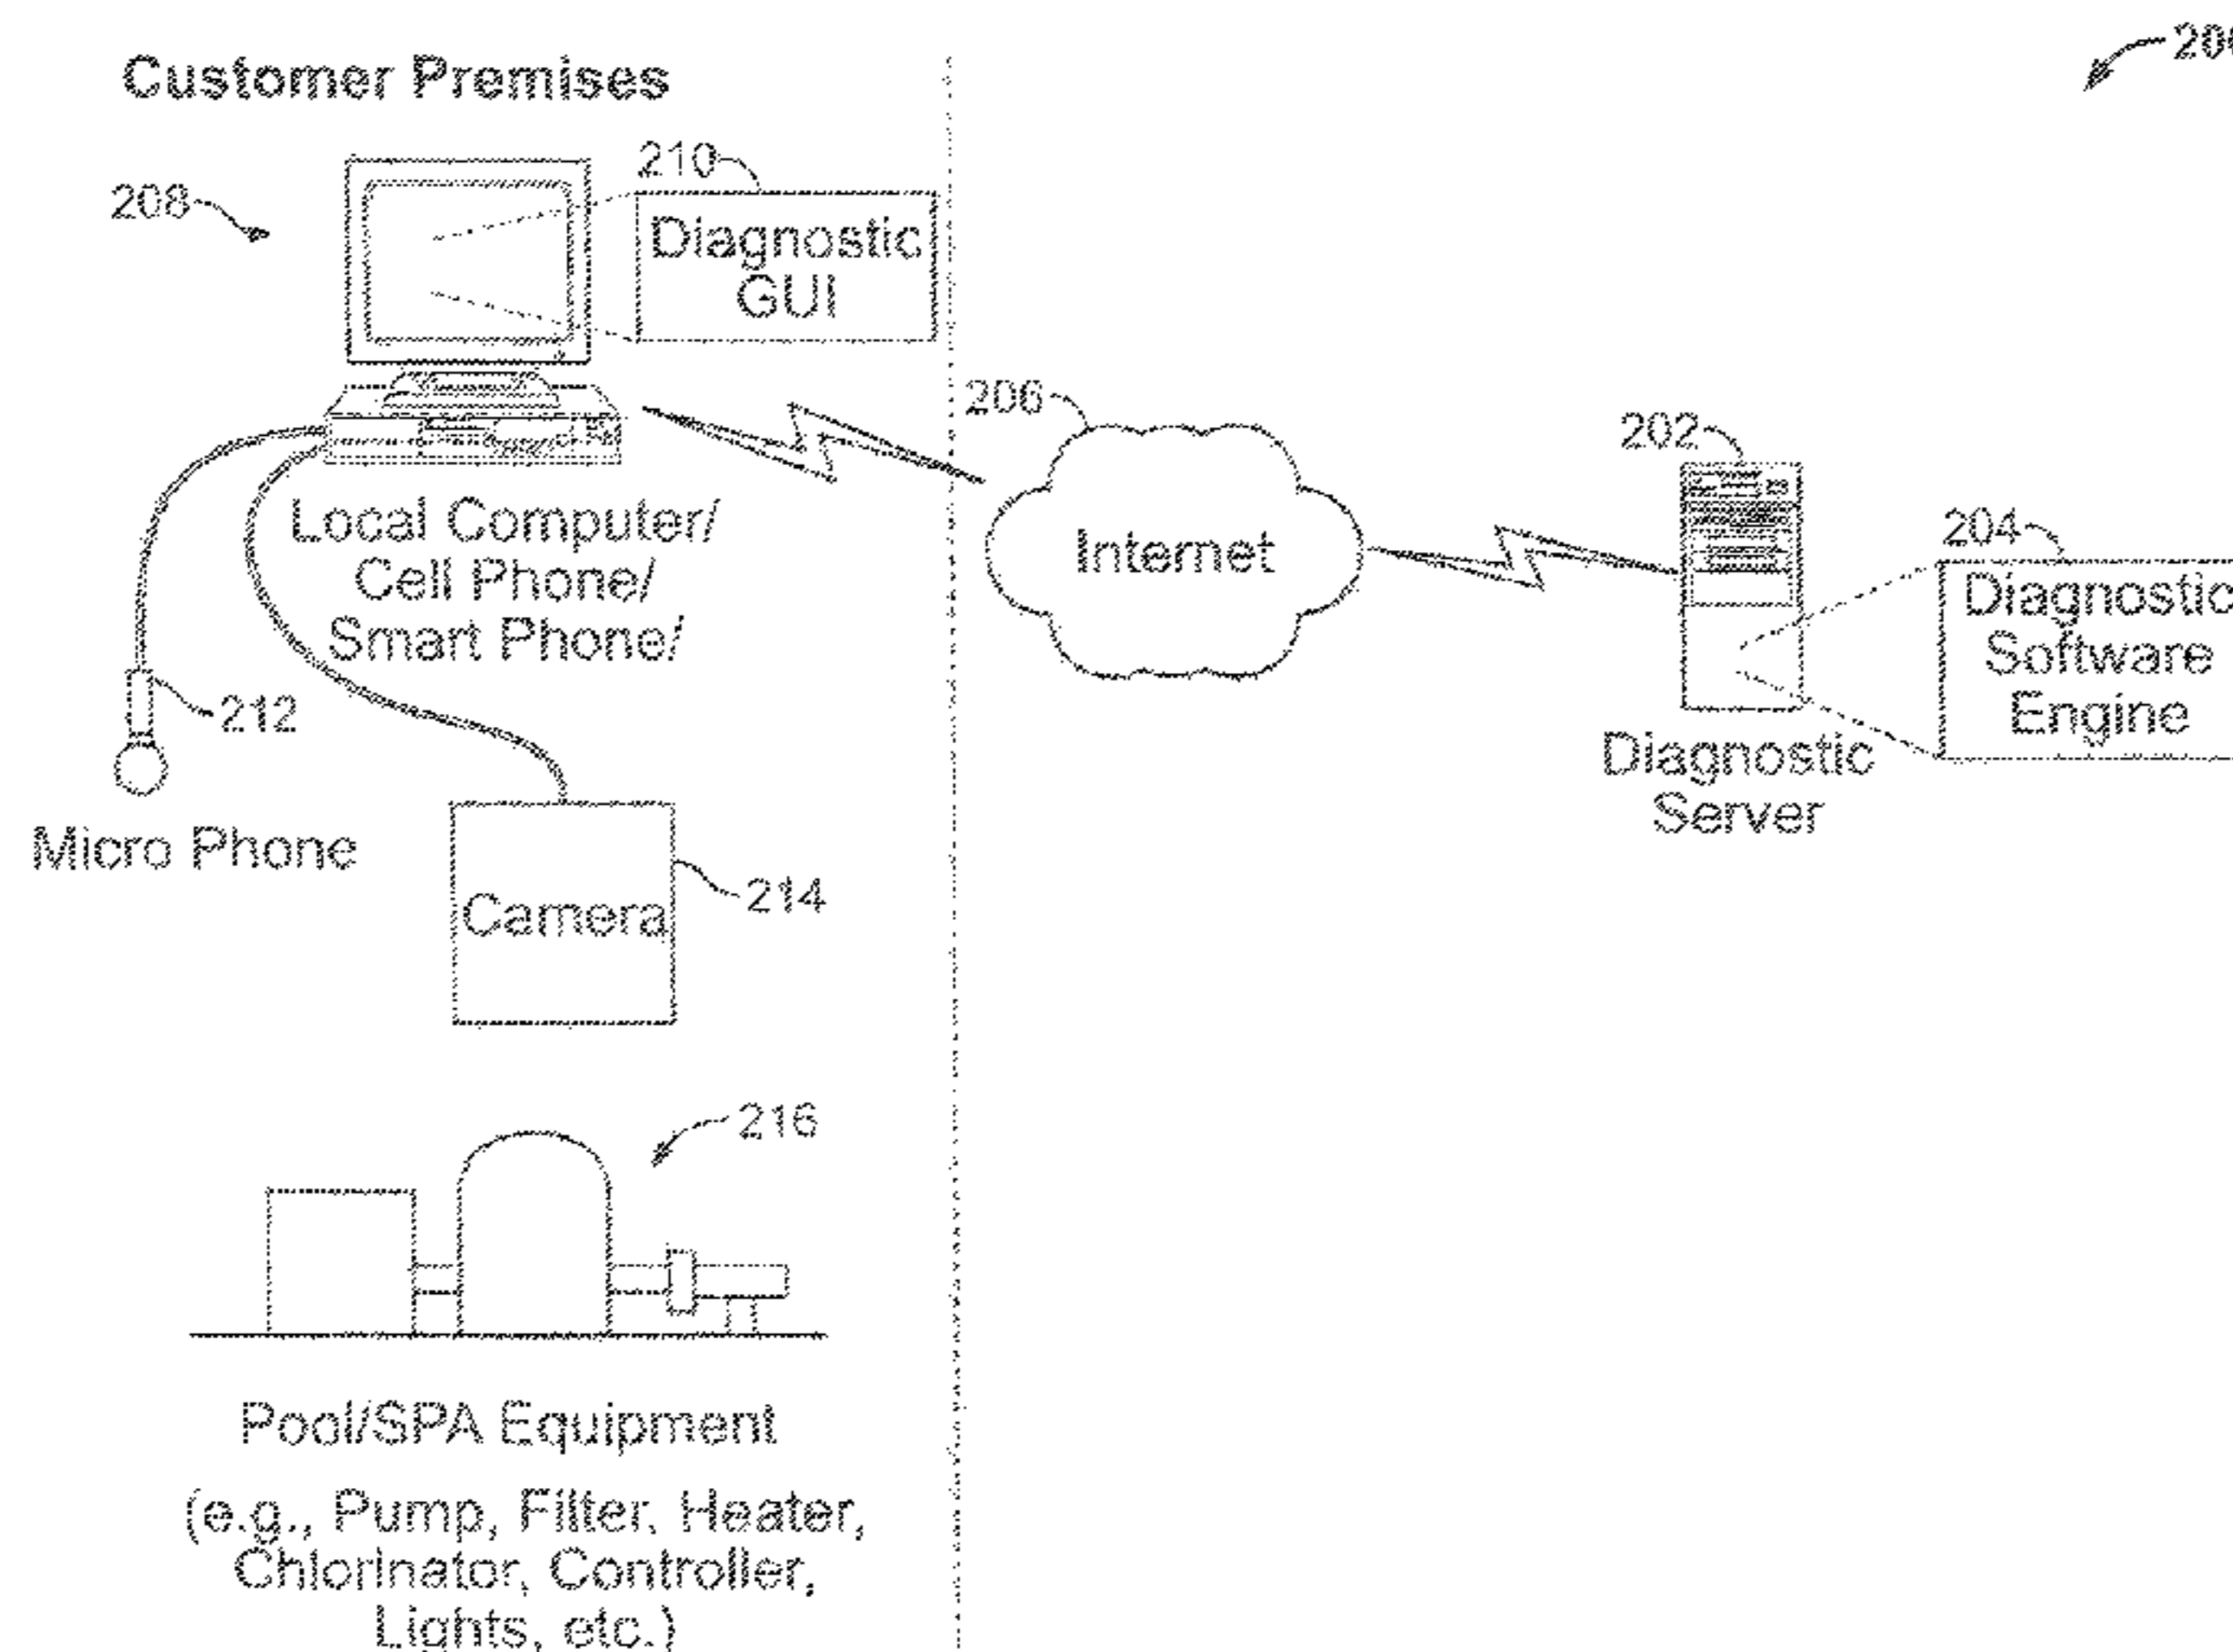 Customer Premises
208
210
Diagnostic
GUI
Local Computer/
Cell Phone/
Smart Phone/
212
Micro Phone
Camera
214
216
Pool/SPA Equipment
(e.g., Pump, Filter, Heater,
Chlorinator, Controller,
Lights, etc.)
206
Internet
202
Diagnostic
Server
204
Diagnostic
Software
Engine